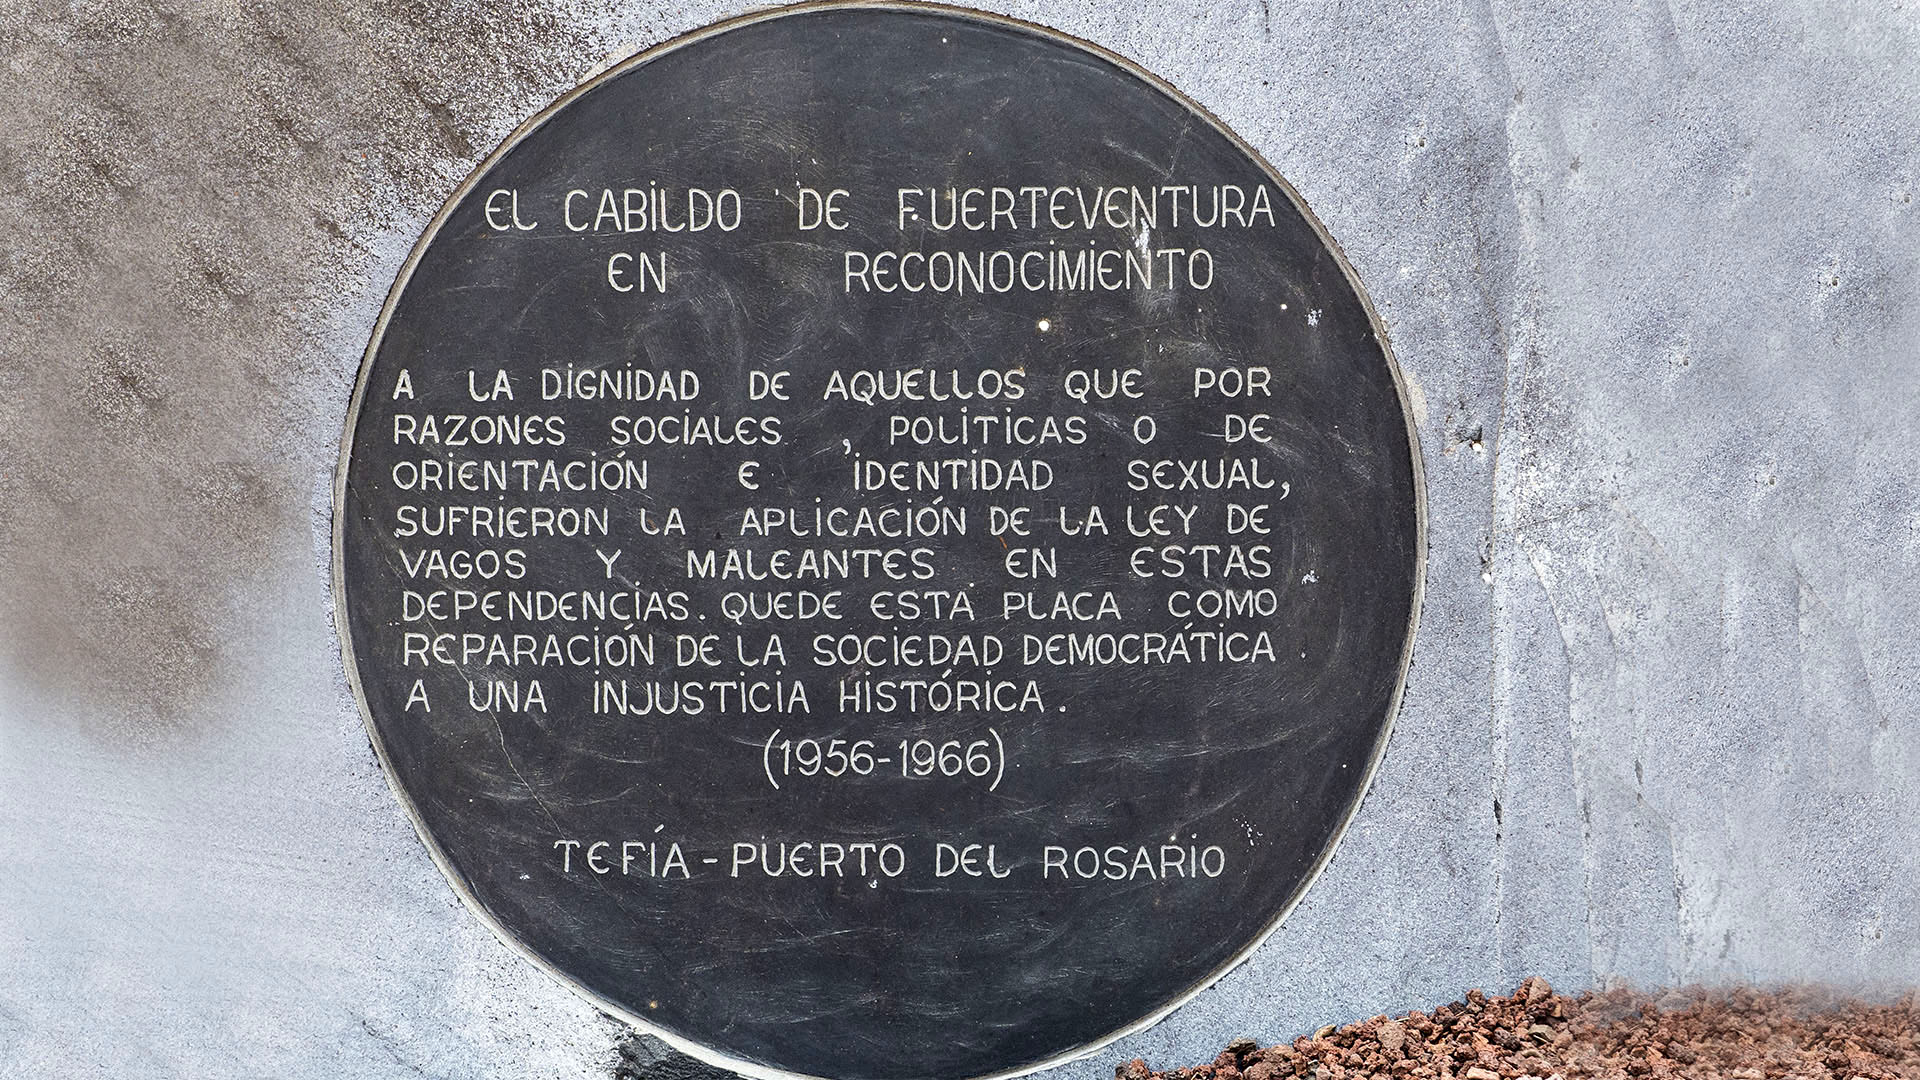 EL CABILDO DE FUERTEVENTURA
EN RECONOCIMIENTO
A LA DIGNIDAD DE AQUELLOS QUE POR
RAZONES SOCIALES , POLITICAS O DE
ORIENTACIÓN E IDENTIDAD SEXUAL,
SUFRIERON LA APLICACIÓN DE LA LEY DE
VAGOS Y MALEANTES EN ESTAS
DEPENDENCIAS. QUEDE ESTA PLACA COMO
REPARACIÓN DE LA SOCIEDAD DEMOCRÁTICA
A UNA INJUSTICIA HISTÓRICA.
(1956-1966)
TEFÍA-PUERTO DEL ROSARIO